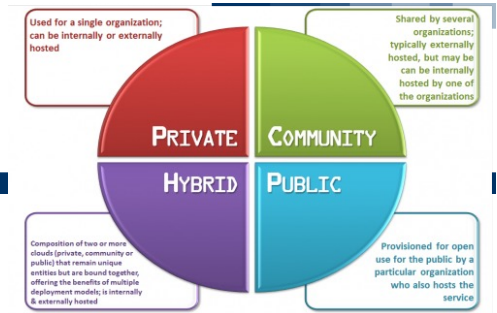 Used for a single organization;
can be internally or externally
hosted
Shared by several
organizations;
typically externally
hosted, but may be
can be internally
hosted by one of
the organizations
PRIVATE
COMMUNITY
HYBRID
PUBLIC
Composition of two or more
clouds (private, community or
public) that remain unique
entities but are bound together,
offering the benefits of multiple
deployment models; is internally
& externally hosted
Provisioned for open
use for the public by a
particular organization
who also hosts the
service